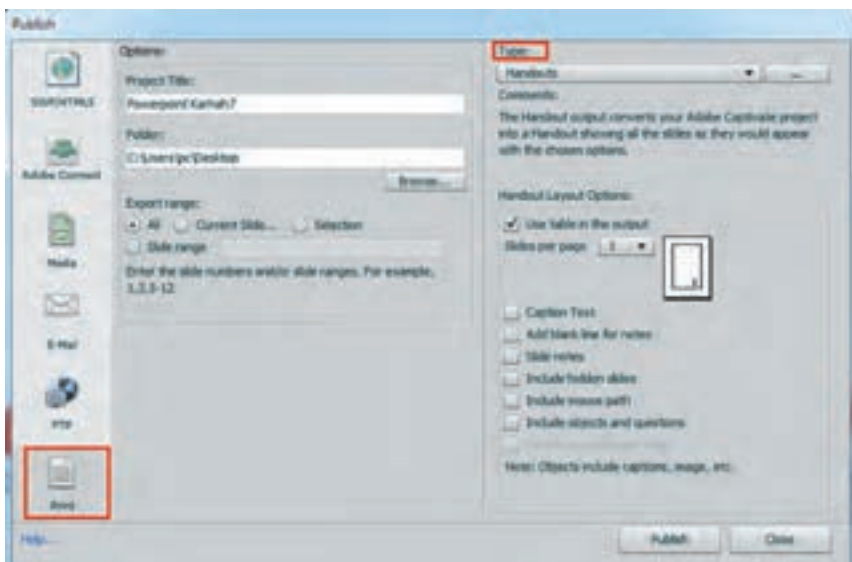 Publish
SWF/HTML5
Adobe Connect
Media
E-Mail
FTP
Print
Options:
Project Title:
Powerpoint Karhah7
Folder:
C:\Users\pc\Desktop
Browse...
Export range:
All Current Slide... Selection
Slide range
Enter the slide numbers and/or slide ranges. For example,
1,2,5-12
Type:
Handouts ...
Comments:
The Handout output converts your Adobe Captivate project
into a Handout showing all the slides as they would appear
with the chosen options.
Handout Layout Options:
Use table in the output
Slides per page 1
Caption Text
Add blank line for notes
Slide notes
Include hidden slides
Include mouse path
Include objects and questions
Note: Objects include captions, image, etc.
Help...
Publish Close